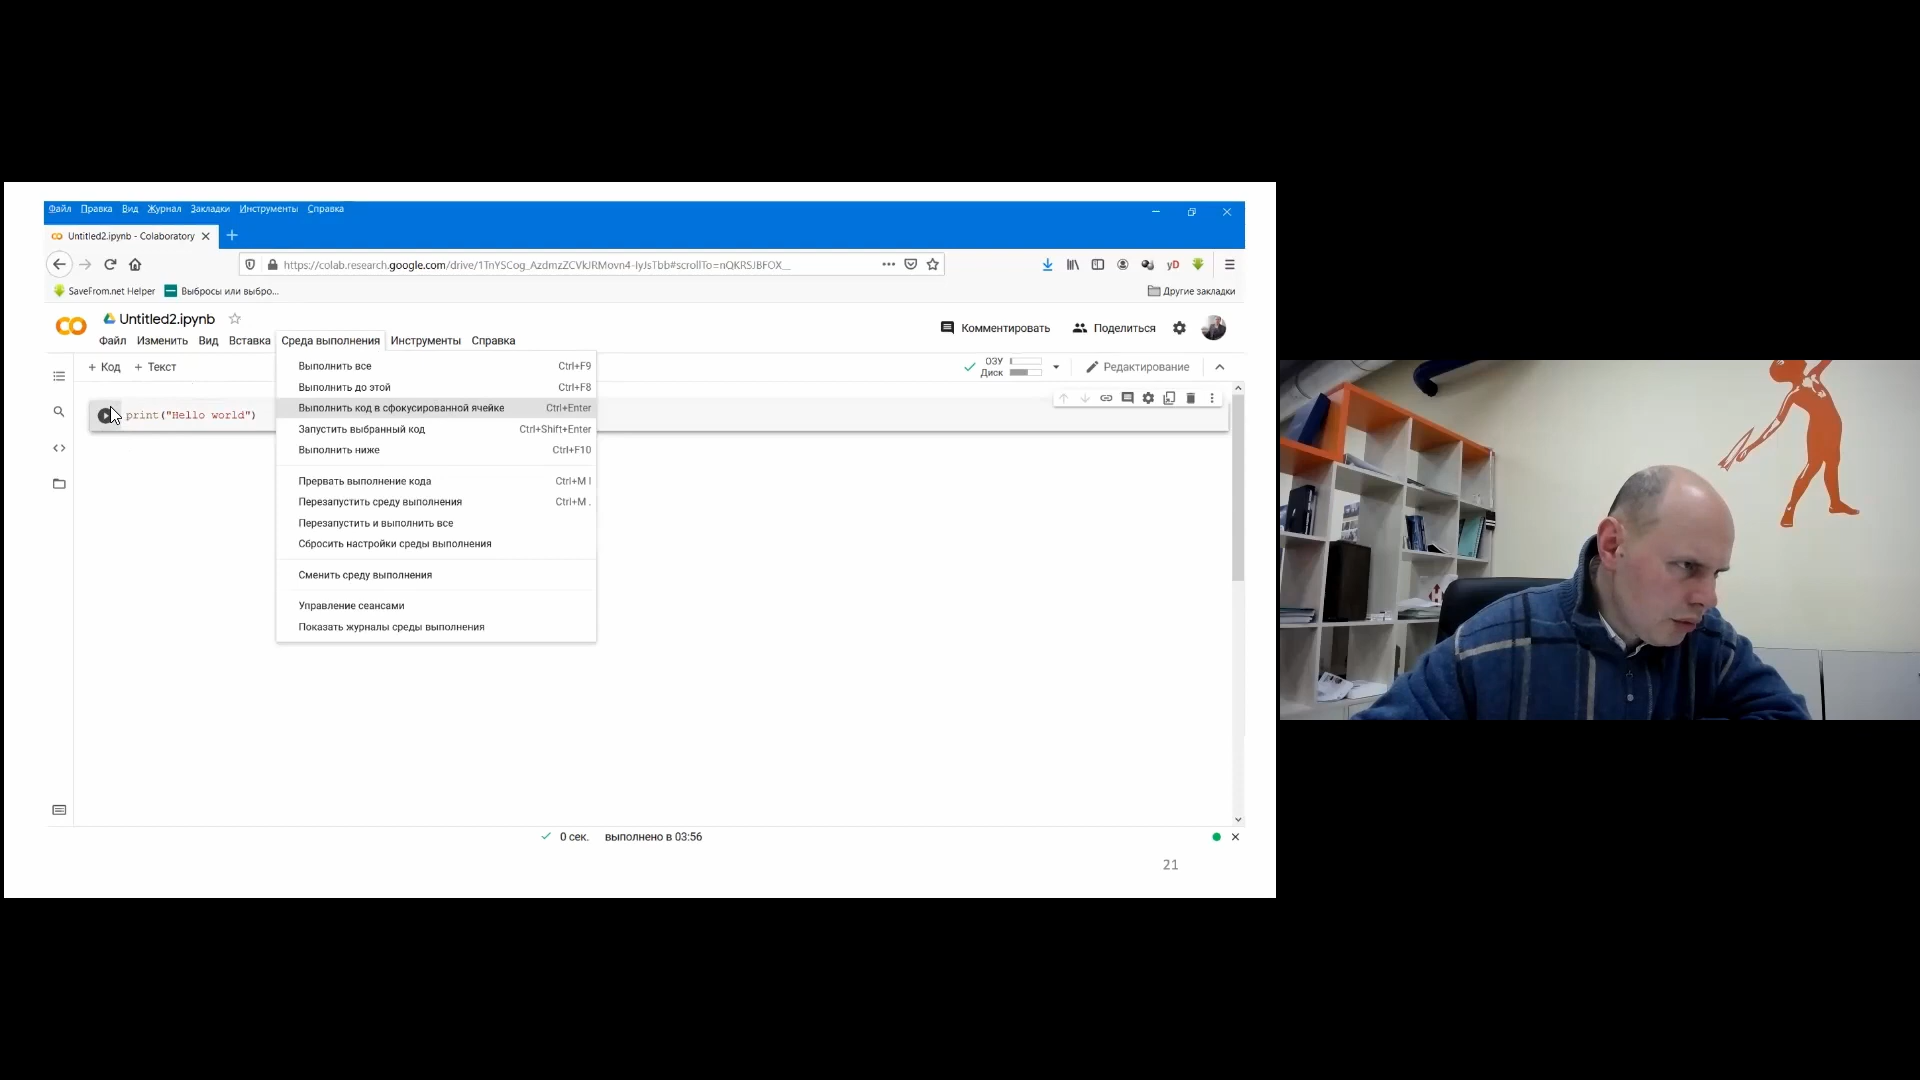 Файл Правка Вид Журнал Закладки Инструменты Справка
Untitled2.ipynb - Colaboratory
https://colab.research.google.com/drive/1TnYSCog_AzdmzZCVkJRMovn4-IyJsTbb#scrollTo=nQKRSJBFOX__
yD
SaveFrom.net Helper Выбросы или выбро... Другие закладки
Untitled2.ipynb
Комментировать Поделиться
Файл Изменить Вид Вставка Среда выполнения Инструменты Справка
+ Код + Текст
ОЗУ
Диск
Редактирование
print("Hello world")
Выполнить все Ctrl+F9
Выполнить до этой Ctrl+F8
Выполнить код в сфокусированной ячейке Ctrl+Enter
Запустить выбранный код Ctrl+Shift+Enter
Выполнить ниже Ctrl+F10
Прервать выполнение кода Ctrl+M I
Перезапустить среду выполнения Ctrl+M .
Перезапустить и выполнить все
Сбросить настройки среды выполнения
Сменить среду выполнения
Управление сеансами
Показать журналы среды выполнения
0 сек. выполнено в 03:56
21